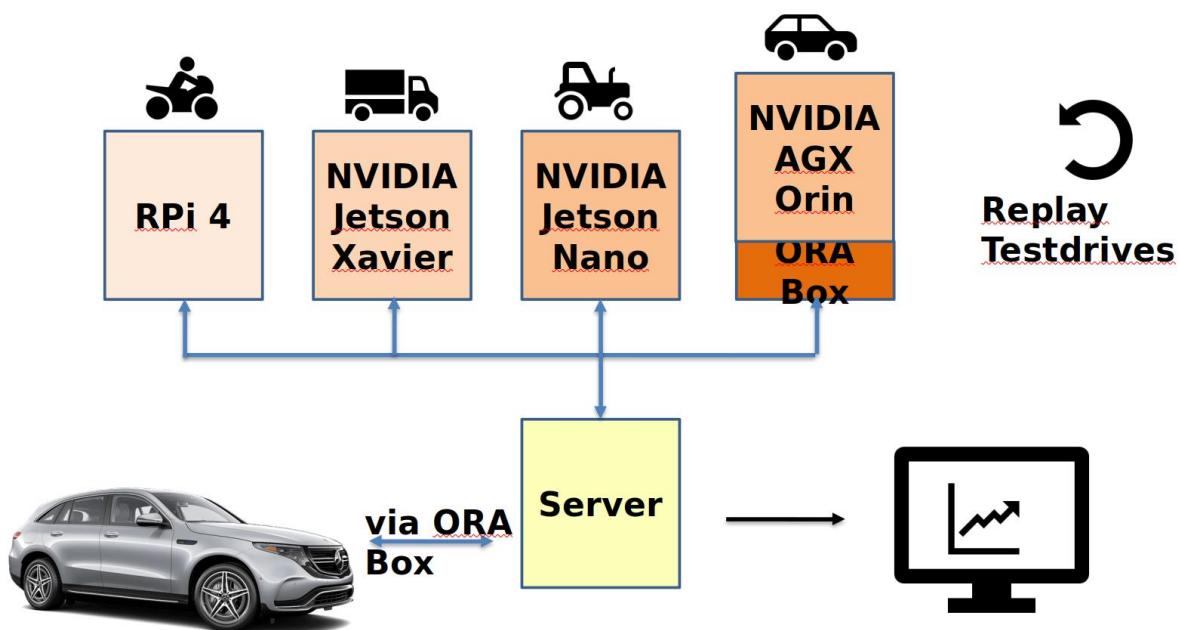 RPi 4
NVIDIA
Jetson
Xavier
NVIDIA
Jetson
Nano
NVIDIA
AGX
Orin
ORA
Box
Replay
Testdrives
Server
via ORA
Box